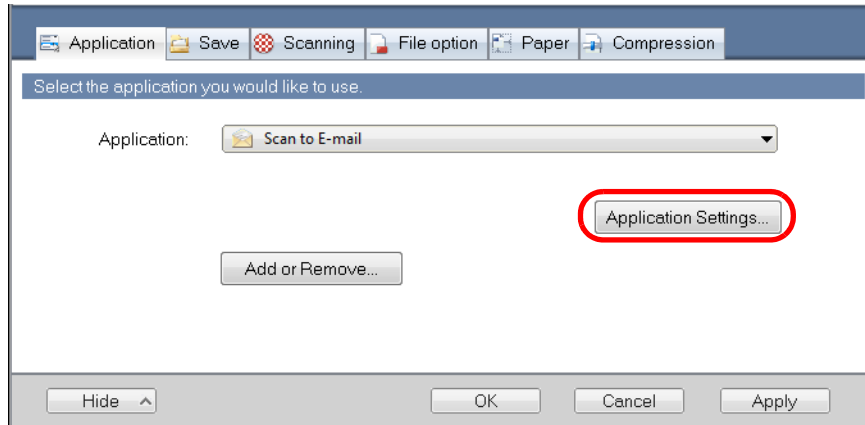 Application Save Scanning File option Paper Compression
Select the application you would like to use.
Application: Scan to E-mail
Application Settings...
Add or Remove...
Hide OK Cancel Apply